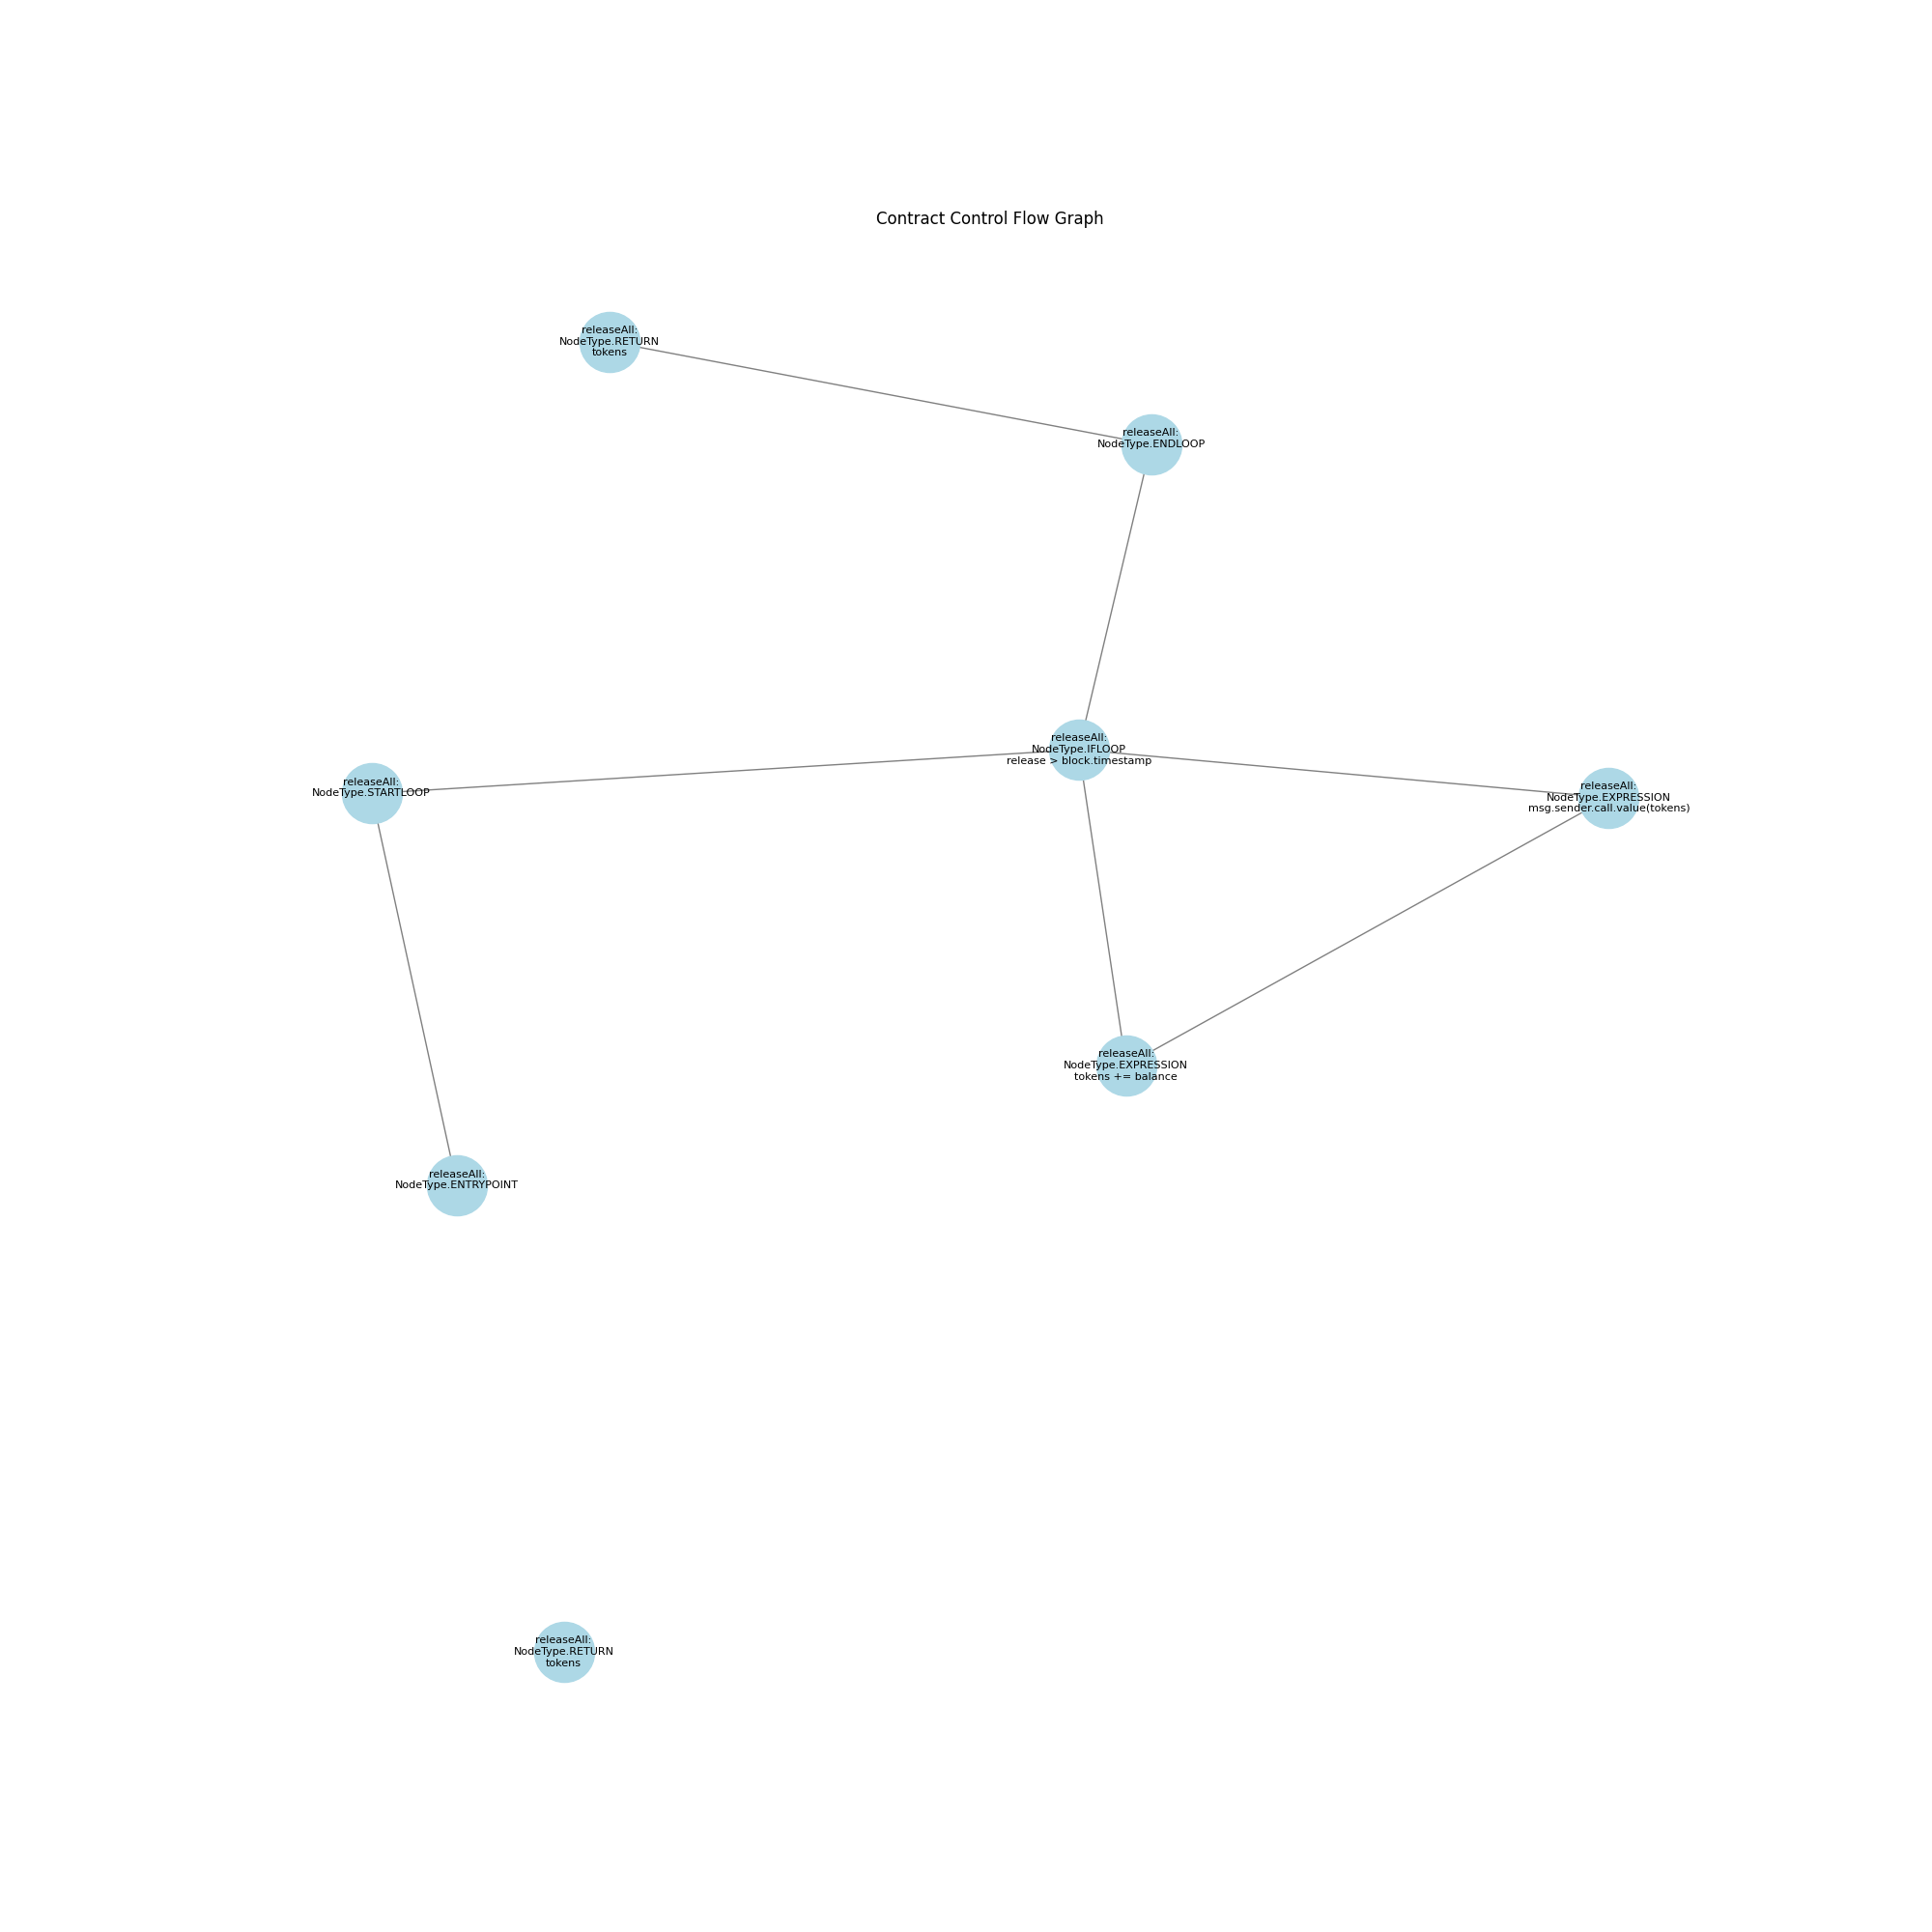 Contract Control Flow Graph
releaseAll:
NodeType.RETURN
tokens
releaseAll:
NodeType.ENDLOOP
releaseAll:
NodeType.IFLOOP
release > block.timestamp
releaseAll:
NodeType.STARTLOOP
releaseAll:
NodeType.EXPRESSION
msg.sender.call.value(tokens)
releaseAll:
NodeType.EXPRESSION
tokens += balance
releaseAll:
NodeType.ENTRYPOINT
releaseAll:
NodeType.RETURN
tokens